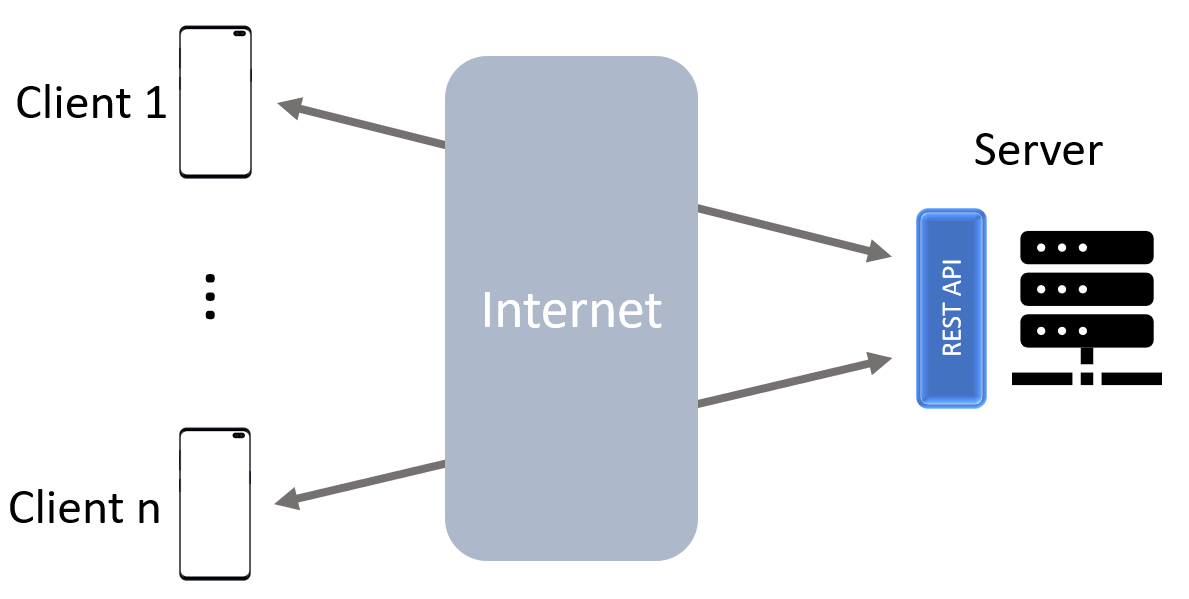 Client 1
Server
Internet
REST API
Client n